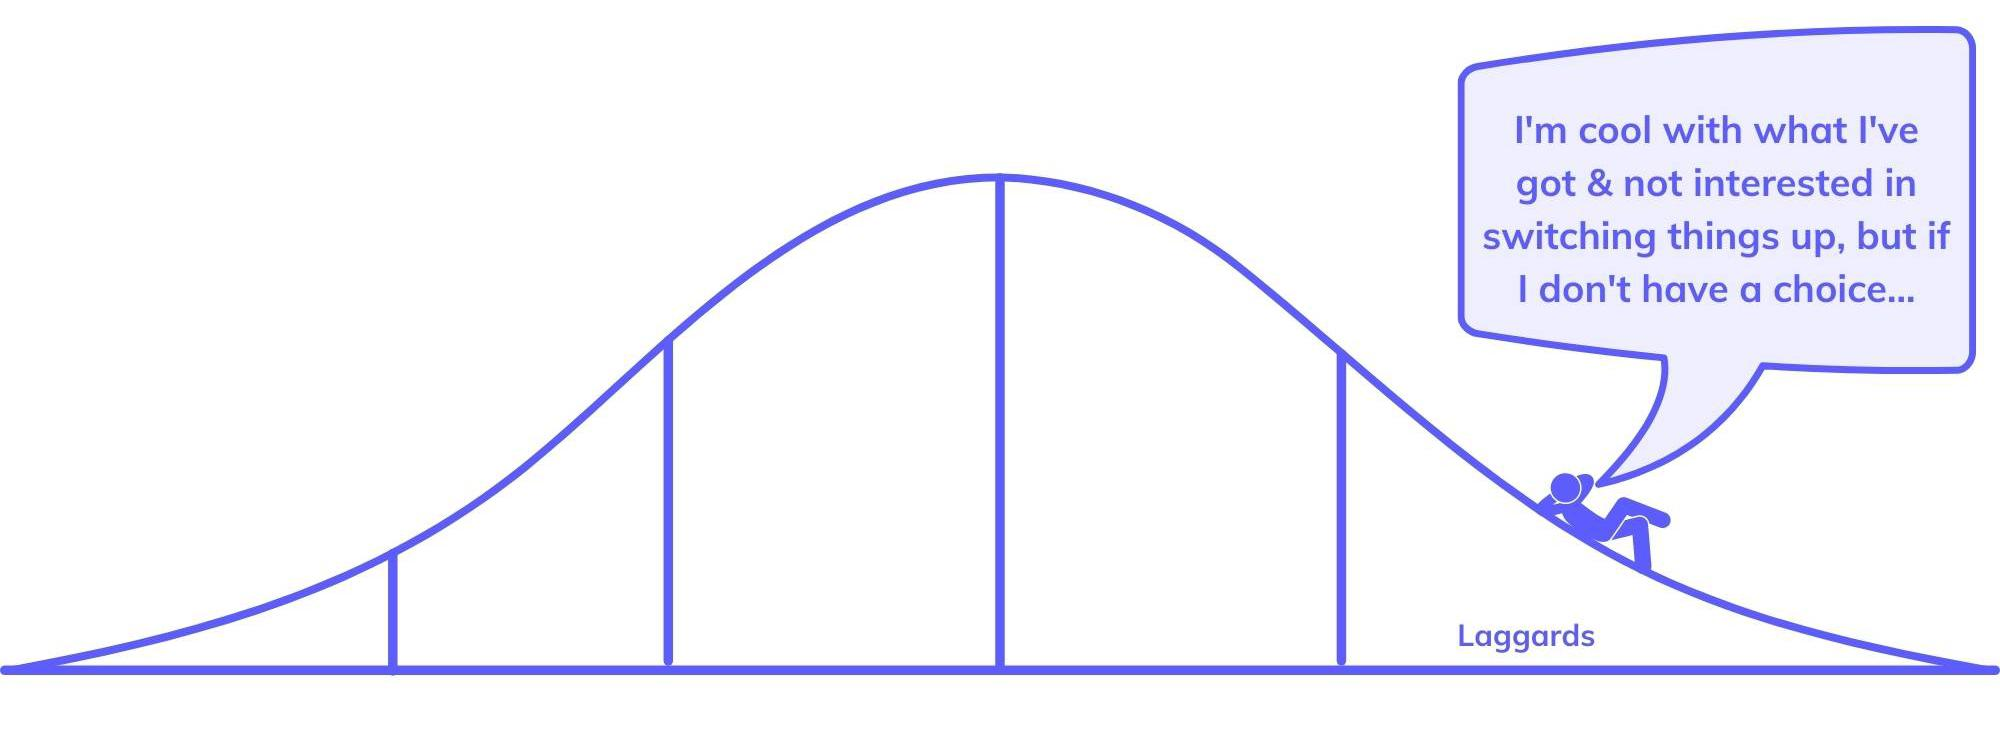 I'm cool with what I've
got & not interested in
switching things up, but if
I don't have a choice...
Laggards